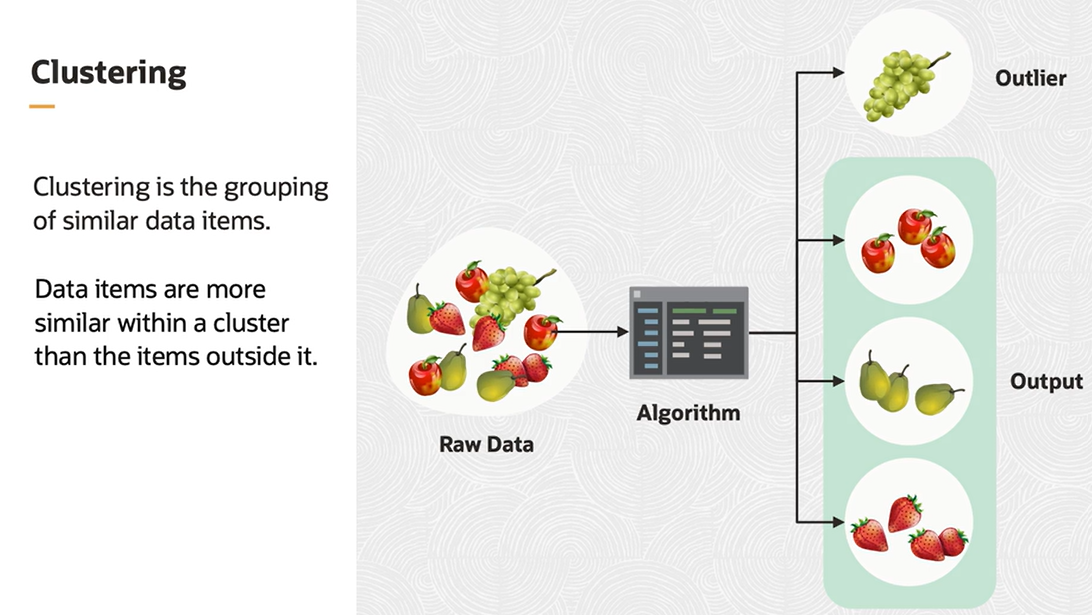 Clustering
Clustering is the grouping
of similar data items.
Data items are more
similar within a cluster
than the items outside it.
Raw Data
Algorithm
Outlier
Output